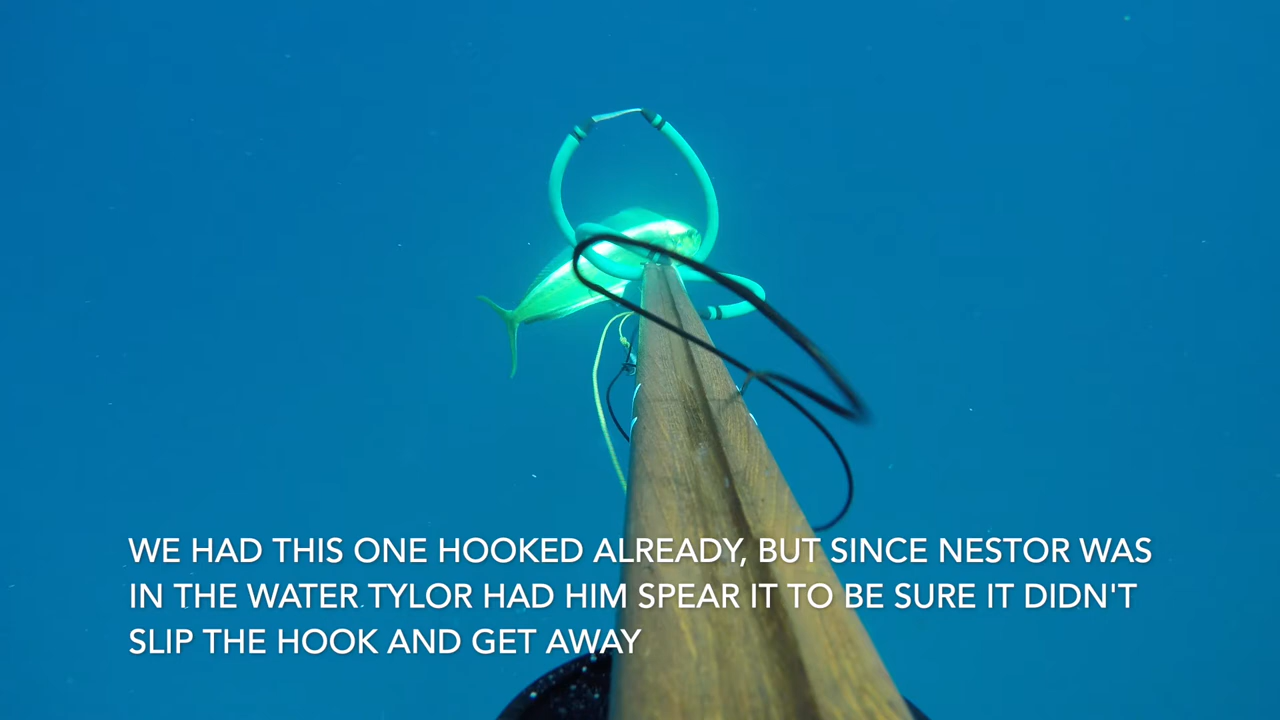 WE HAD THIS ONE HOOKED ALREADY, BUT SINCE NESTOR WAS
IN THE WATER TYLOR HAD HIM SPEAR IT TO BE SURE IT DIDN'T
SLIP THE HOOK AND GET AWAY